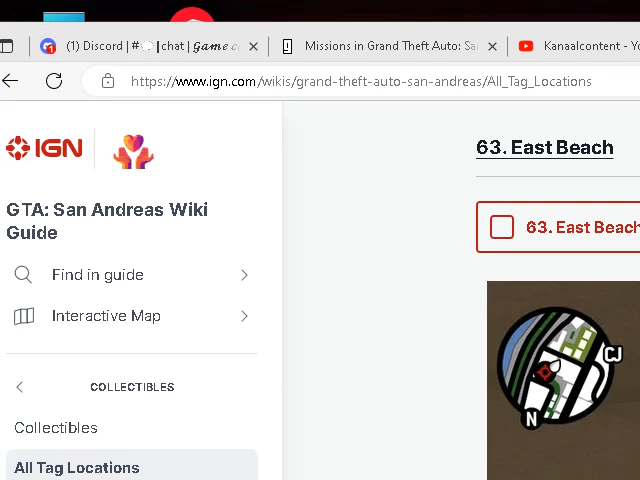 (1) Discord | #💭┃chat | 𝓖𝓪𝓶𝓮 𝓬
Missions in Grand Theft Auto: Sa
Kanaalcontent - Yo
https://www.ign.com/wikis/grand-theft-auto-san-andreas/All_Tag_Locations
IGN
GTA: San Andreas Wiki
Guide
Find in guide
Interactive Map
COLLECTIBLES
Collectibles
All Tag Locations
63. East Beach
63. East Beach
CJ
N